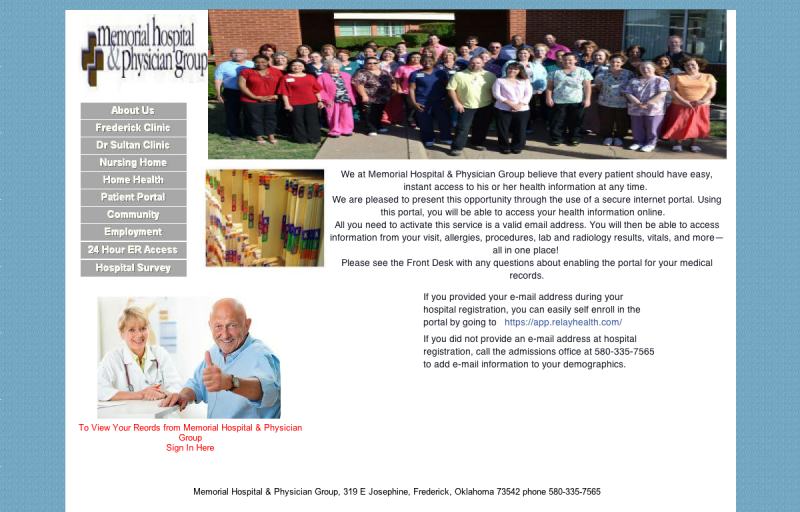 memorial hospital
& physician group
About Us
Frederick Clinic
Dr Sultan Clinic
Nursing Home
Home Health
Patient Portal
Community
Employment
24 Hour ER Access
Hospital Survey
We at Memorial Hospital & Physician Group believe that every patient should have easy,
instant access to his or her health information at any time.
We are pleased to present this opportunity through the use of a secure internet portal. Using
this portal, you will be able to access your health information online.
All you need to activate this service is a valid email address. You will then be able to access
information from your visit, allergies, procedures, lab and radiology results, vitals, and more—
all in one place!
Please see the Front Desk with any questions about enabling the portal for your medical
records.
If you provided your e-mail address during your
hospital registration, you can easily self enroll in the
portal by going to https://app.relayhealth.com/
If you did not provide an e-mail address at hospital
registration, call the admissions office at 580-335-7565
to add e-mail information to your demographics.
To View Your Reords from Memorial Hospital & Physician
Group
Sign In Here
Memorial Hospital & Physician Group, 319 E Josephine, Frederick, Oklahoma 73542 phone 580-335-7565